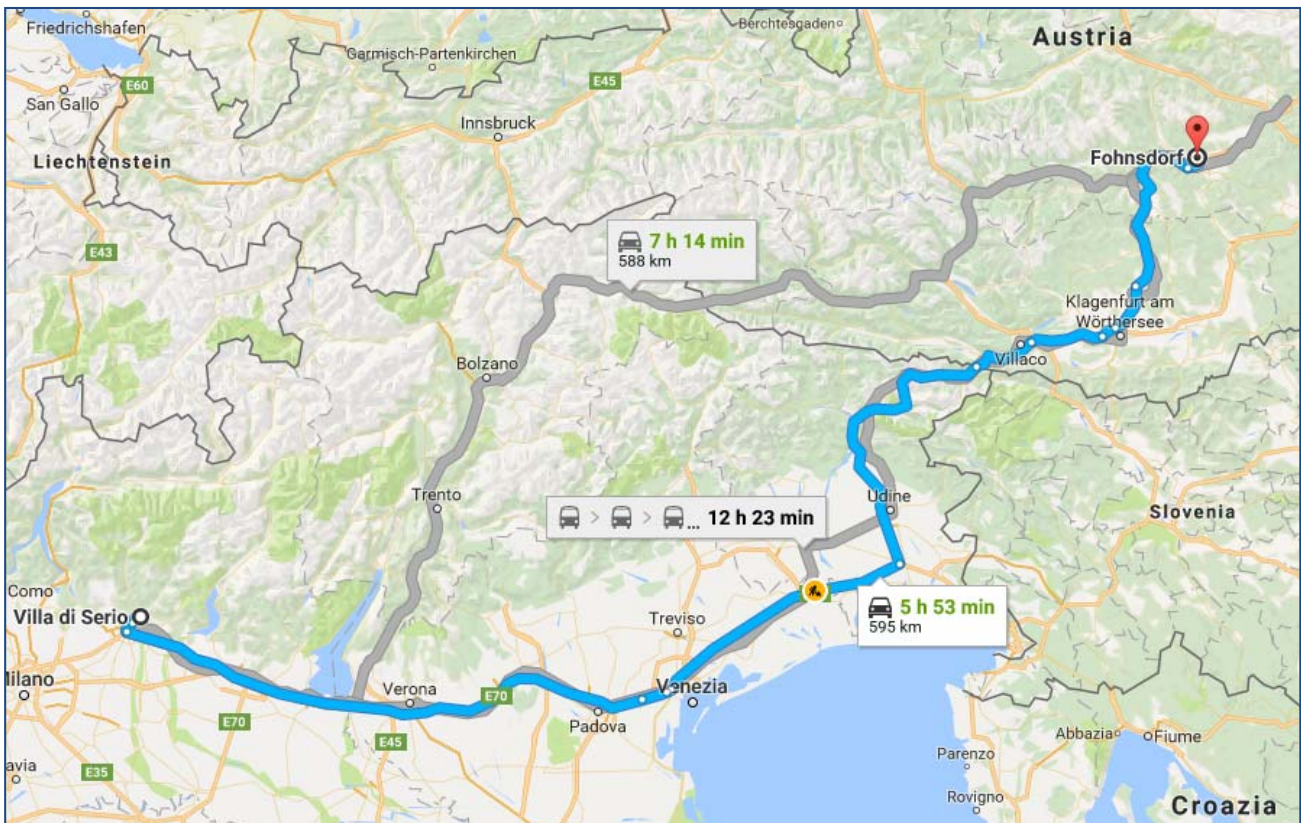 Friedrichshafen
Berchtesgaden
Austria
Garmisch-Partenkirchen
E60
E45
San Gallo
Innsbruck
Liechtenstein
Fohnsdorf
E43
7 h 14 min
588 km
Klagenfurt am
Wörthersee
Villaco
Bolzano
Trento
Udine
12 h 23 min
Slovenia
Como
Villa di Serio
5 h 53 min
595 km
Treviso
Milano
Verona
E70
Venezia
E70
Padova
E45
Abbazia
Fiume
Parenzo
E35
avia
Rovigno
Croazia